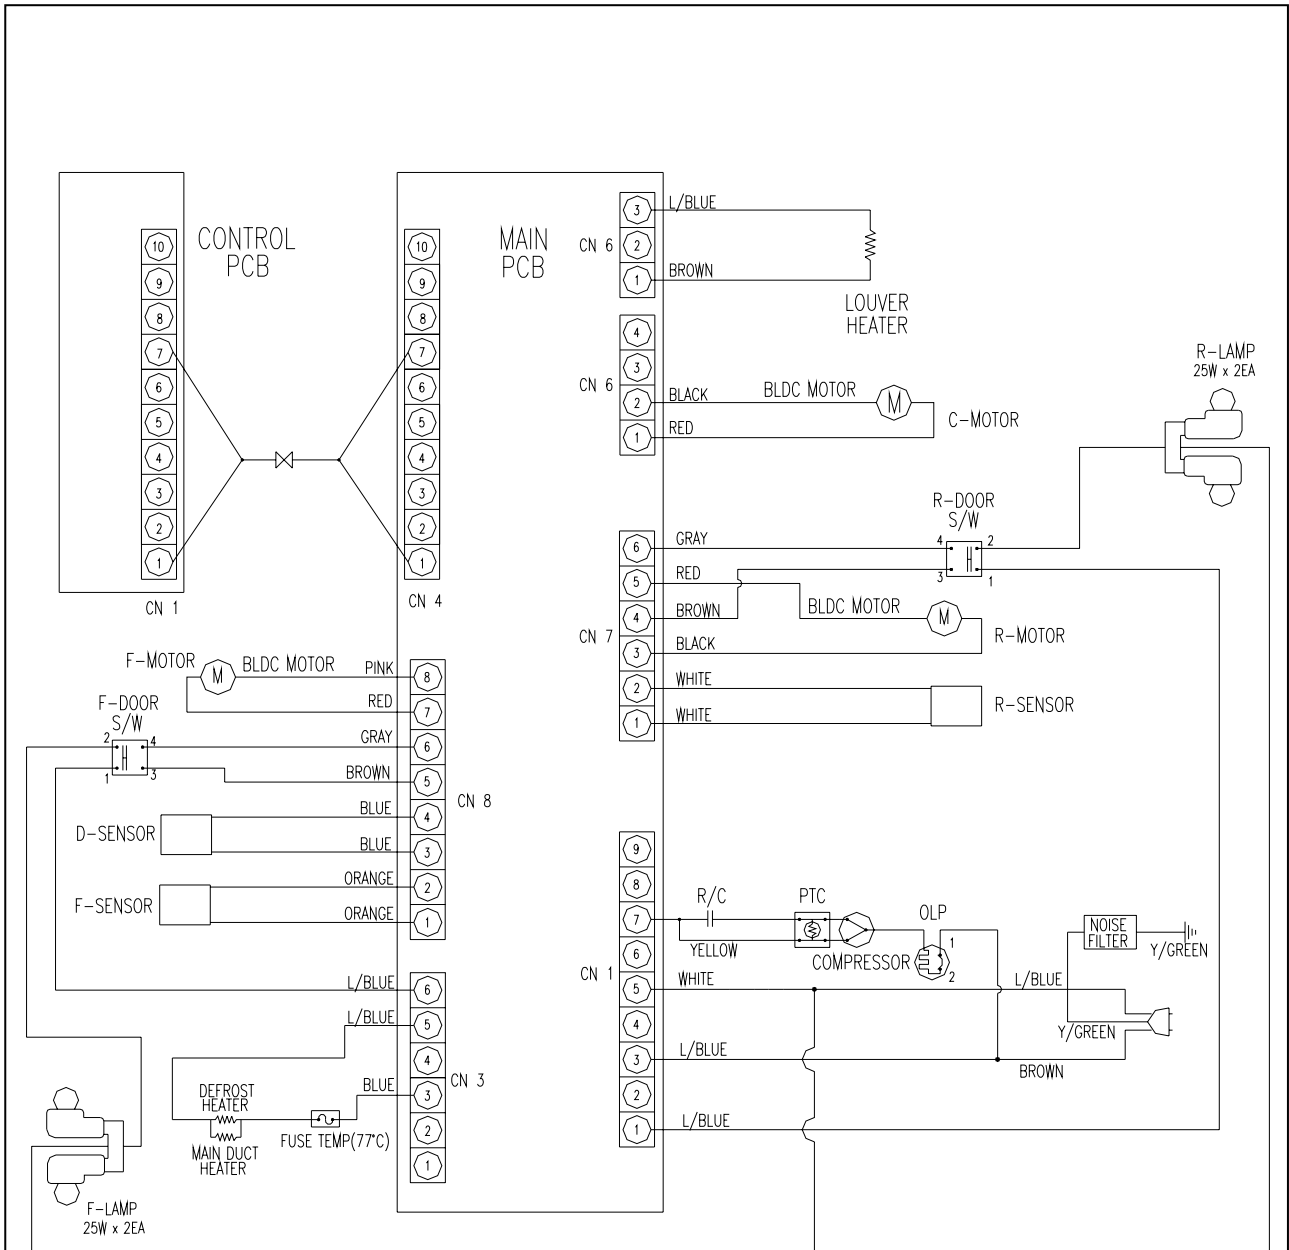 CONTROL
PCB
10
9
8
7
6
5
4
3
2
1
CN 1
MAIN
PCB
10
9
8
7
6
5
4
3
2
1
CN 4
CN 6
3
2
1
L/BLUE
BROWN
LOUVER
HEATER
CN 6
4
3
2
1
BLACK
RED
BLDC MOTOR
M
C-MOTOR
R-LAMP
25W x 2EA
R-DOOR
S/W
4
2
3
1
CN 7
6
5
4
3
2
1
GRAY
RED
BROWN
BLACK
WHITE
WHITE
BLDC MOTOR
M
R-MOTOR
R-SENSOR
F-MOTOR
M
BLDC MOTOR
F-DOOR
S/W
2
4
1
3
PINK
RED
GRAY
BROWN
BLUE
BLUE
ORANGE
ORANGE
8
7
6
5
4
3
2
1
CN 8
D-SENSOR
F-SENSOR
CN 1
9
8
7
6
5
4
3
2
1
R/C
PTC
OLP
1
2
YELLOW
COMPRESSOR
NOISE
FILTER
Y/GREEN
WHITE
L/BLUE
Y/GREEN
L/BLUE
BROWN
L/BLUE
L/BLUE
L/BLUE
BLUE
6
5
4
3
2
1
CN 3
DEFROST
HEATER
MAIN DUCT
HEATER
FUSE TEMP(77°C)
F-LAMP
25W x 2EA